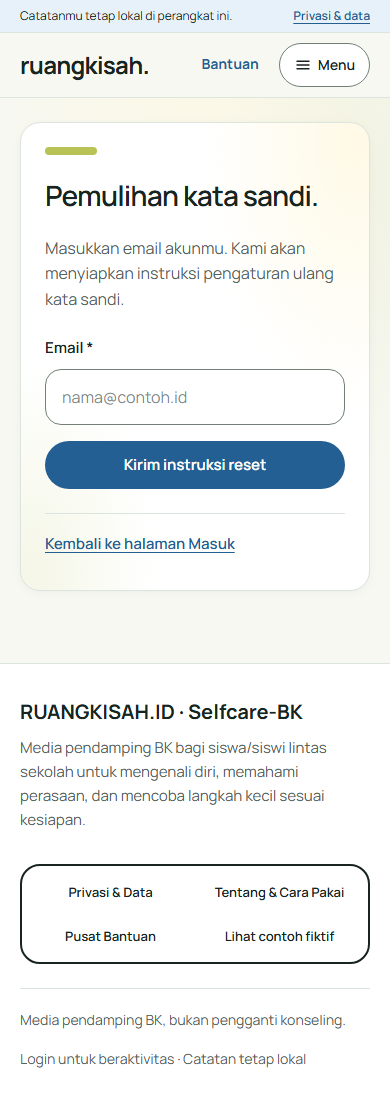 Catatanmu tetap lokal di perangkat ini.
Privasi & data
ruangkisah.
Bantuan
Menu
Pemulihan kata sandi.
Masukkan email akunmu. Kami akan
menyiapkan instruksi pengaturan ulang
kata sandi.
Email *
nama@contoh.id
Kirim instruksi reset
Kembali ke halaman Masuk
RUANGKISAH.ID · Selfcare-BK
Media pendamping BK bagi siswa/siswi lintas
sekolah untuk mengenali diri, memahami
perasaan, dan mencoba langkah kecil sesuai
kesiapan.
Privasi & Data
Tentang & Cara Pakai
Pusat Bantuan
Lihat contoh fiktif
Media pendamping BK, bukan pengganti konseling.
Login untuk beraktivitas · Catatan tetap lokal